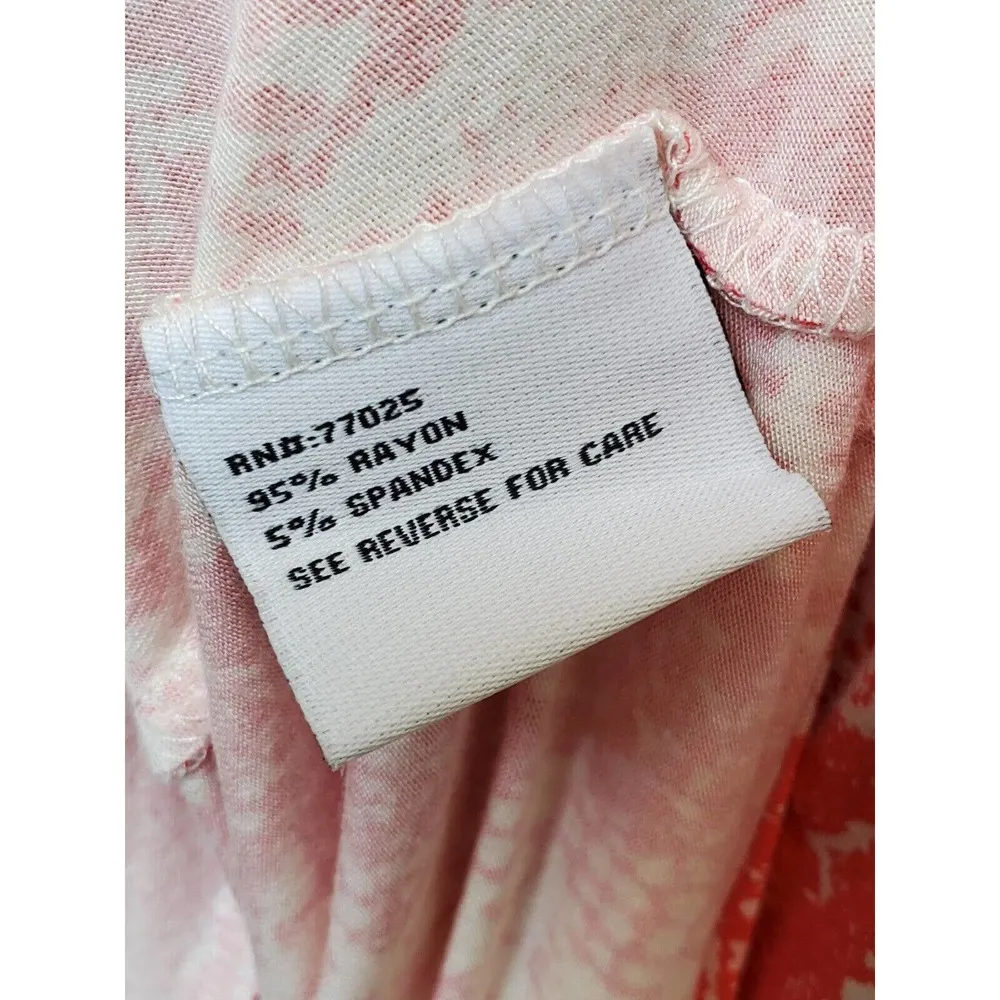 RN#:77025
95% RAYON
5% SPANDEX
SEE REVERSE FOR CARE